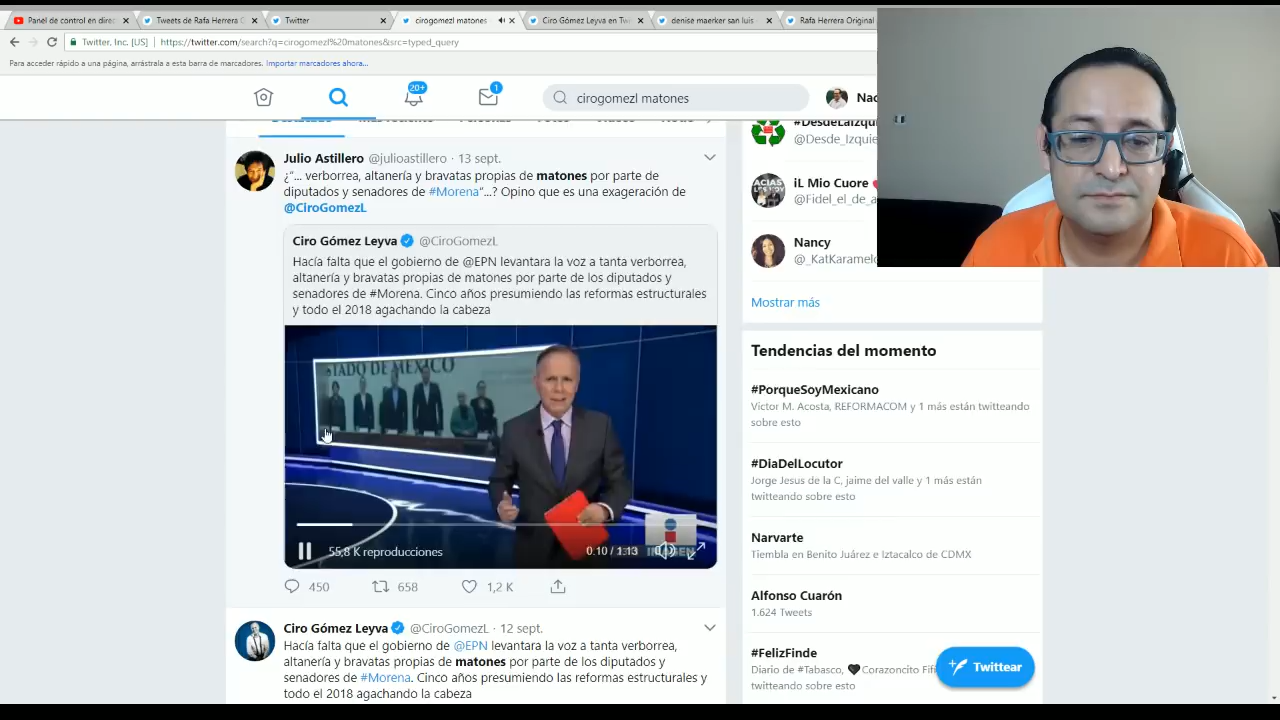 Panel de control en direc
Tweets de Rafa Herrera O
Twitter
cirogomezl matones
Ciro Gómez Leyva en Tw
denise maerker san luis
Rafa Herrera Original
Twitter, Inc. [US]
https://twitter.com/search?q=cirogomezl%20matones&src=typed_query
Para acceder rápido a una página, arrástrala a esta barra de marcadores. Importar marcadores ahora...
20+
1
cirogomezl matones
Nac
Julio Astillero @julioastillero · 13 sept.
¿"... verborrea, altanería y bravatas propias de matones por parte de
diputados y senadores de #Morena"...? Opino que es una exageración de
@CiroGomezL
Ciro Gómez Leyva @CiroGomezL
Hacía falta que el gobierno de @EPN levantara la voz a tanta verborrea,
altanería y bravatas propias de matones por parte de los diputados y
senadores de #Morena. Cinco años presumiendo las reformas estructurales
y todo el 2018 agachando la cabeza
STADO DE MÉXICO
55,8 K reproducciones
0:10 / 1:13
450
658
1,2 K
Ciro Gómez Leyva @CiroGomezL · 12 sept.
Hacía falta que el gobierno de @EPN levantara la voz a tanta verborrea,
altanería y bravatas propias de matones por parte de los diputados y
senadores de #Morena. Cinco años presumiendo las reformas estructurales y
todo el 2018 agachando la cabeza
#DesdeLaIzqui
@Desde_Izquie
iL Mio Cuore
@Fidel_el_de_a
Nancy
@_KatKaramelo
Mostrar más
Tendencias del momento
#PorqueSoyMexicano
Victor M. Acosta, REFORMACOM y 1 más están twitteando
sobre esto
#DiaDelLocutor
Jorge Jesus de la C, jaime del valle y 1 más están
twitteando sobre esto
Narvarte
Tiembla en Benito Juárez e Iztacalco de CDMX
Alfonso Cuarón
1.624 Tweets
#FelizFinde
Diario de #Tabasco, Corazoncito Fifi
twitteando sobre esto
Twittear